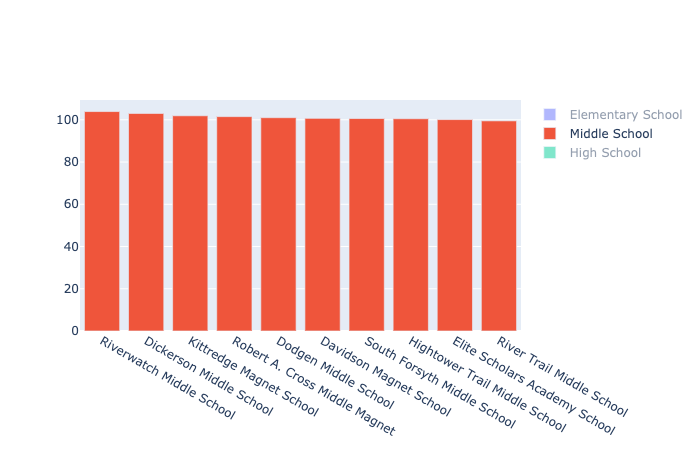 100
80
60
40
20
0
Riverwatch Middle School
Dickerson Middle School
Kittredge Magnet School
Robert A. Cross Middle Magnet
Dodgen Middle School
Davidson Magnet School
South Forsyth Middle School
Hightower Trail Middle School
Elite Scholars Academy School
River Trail Middle School
Elementary School
Middle School
High School